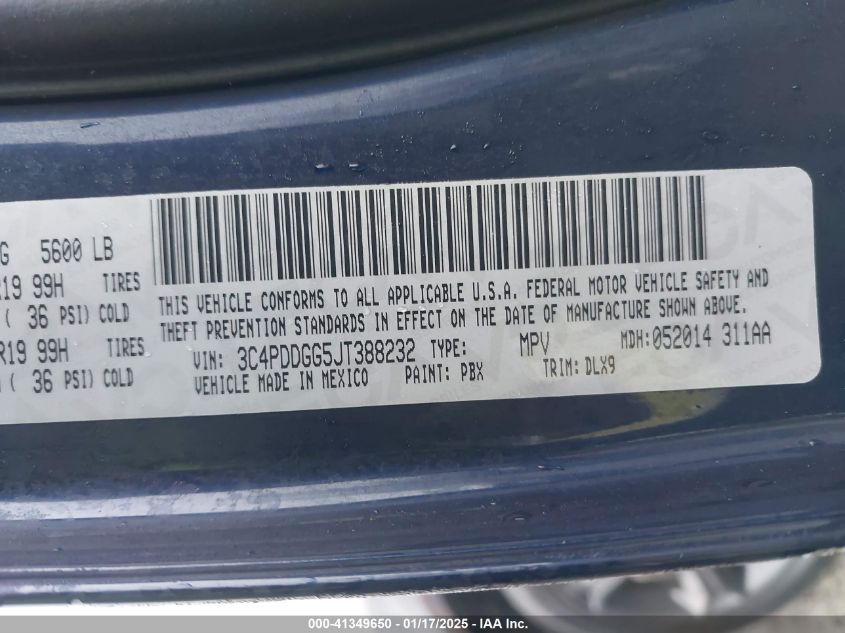 G 5600 LB
R19 99H TIRES
( 36 PSI) COLD
R19 99H TIRES
( 36 PSI) COLD
THIS VEHICLE CONFORMS TO ALL APPLICABLE U.S.A. FEDERAL MOTOR VEHICLE SAFETY AND
THEFT PREVENTION STANDARDS IN EFFECT ON THE DATE OF MANUFACTURE SHOWN ABOVE.
VIN: 3C4PDDGG5JT388232 TYPE: MPV MDH:052014 311AA
VEHICLE MADE IN MEXICO PAINT: PBX TRIM: DLX9
000-41349650 - 01/17/2025 - IAA Inc.